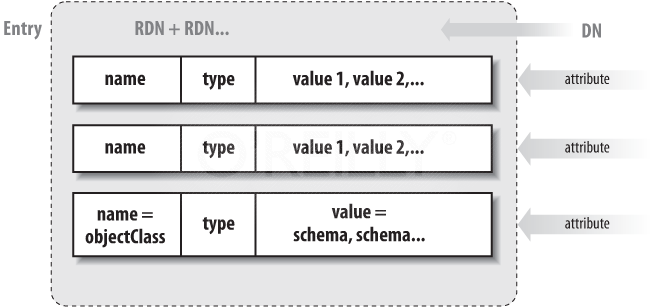 Entry
RDN + RDN...
DN
name
type
value 1, value 2,...
attribute
name
type
value 1, value 2,...
attribute
name =
objectClass
type
value =
schema, schema...
attribute